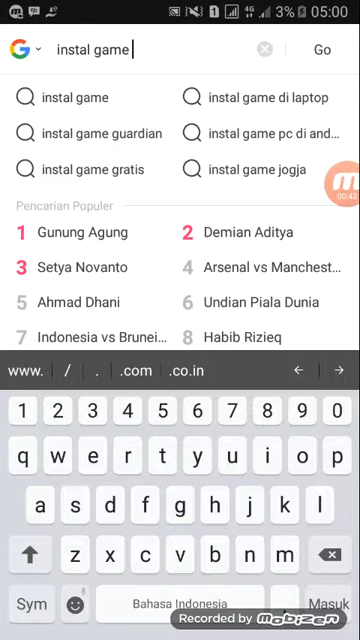 3% 05:00
instal game Go
instal game instal game di laptop
instal game guardian instal game pc di and...
instal game gratis instal game jogja
00:42
Pencarian Populer
1 Gunung Agung 2 Demian Aditya
3 Setya Novanto 4 Arsenal vs Manchest...
5 Ahmad Dhani 6 Undian Piala Dunia
7 Indonesia vs Brunei... 8 Habib Rizieq
www. / . .com .co.in ← →
1 2 3 4 5 6 7 8 9 0
q w e r t y u i o p
a s d f g h j k l
z x c v b n m
Sym Bahasa Indonesia . Masuk
Recorded by Mobizen